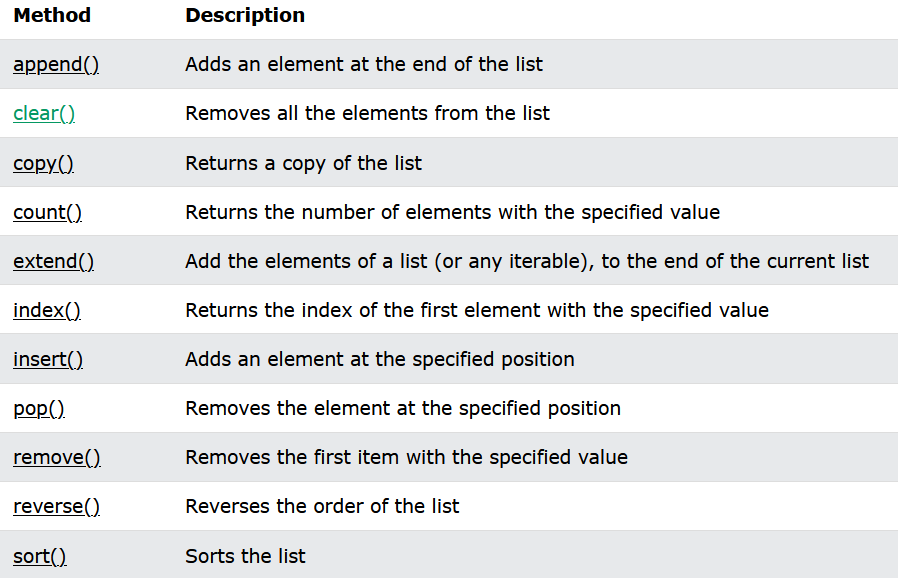 Method Description
append() Adds an element at the end of the list
clear() Removes all the elements from the list
copy() Returns a copy of the list
count() Returns the number of elements with the specified value
extend() Add the elements of a list (or any iterable), to the end of the current list
index() Returns the index of the first element with the specified value
insert() Adds an element at the specified position
pop() Removes the element at the specified position
remove() Removes the first item with the specified value
reverse() Reverses the order of the list
sort() Sorts the list